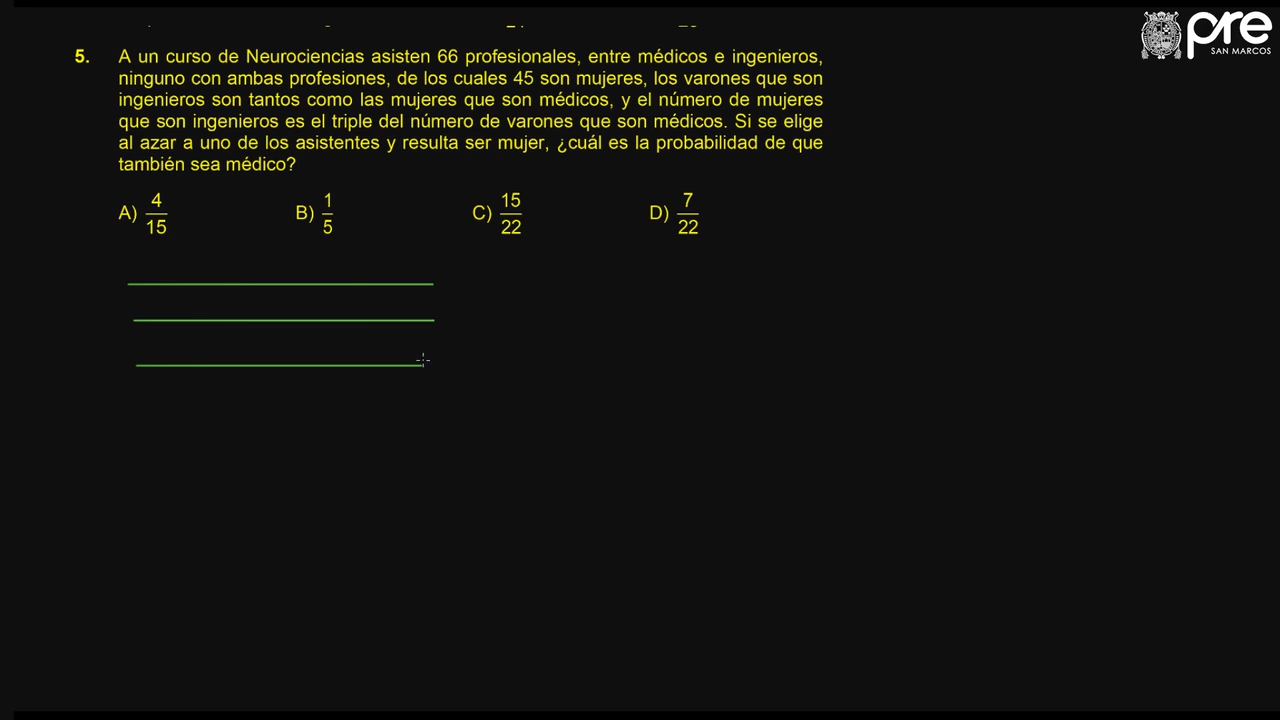 pre
SAN MARCOS
5. A un curso de Neurociencias asisten 66 profesionales, entre médicos e ingenieros,
ninguno con ambas profesiones, de los cuales 45 son mujeres, los varones que son
ingenieros son tantos como las mujeres que son médicos, y el número de mujeres
que son ingenieros es el triple del número de varones que son médicos. Si se elige
al azar a uno de los asistentes y resulta ser mujer, ¿cuál es la probabilidad de que
también sea médico?
A) 4/15 B) 1/5 C) 15/22 D) 7/22